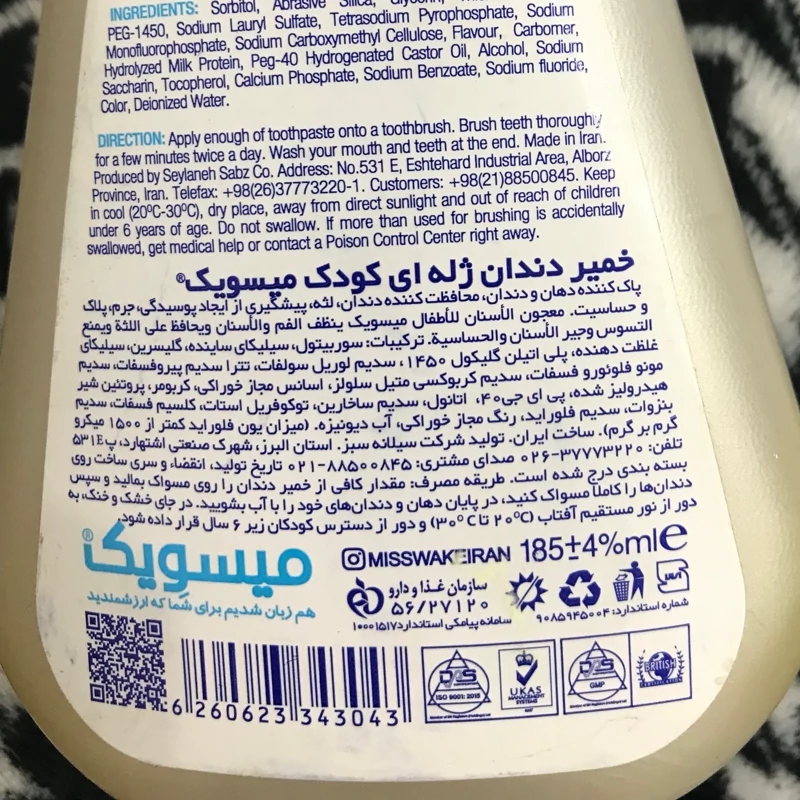 INGREDIENTS: Sorbitol, Abrasive Silica, Glycerin,
PEG-1450, Sodium Lauryl Sulfate, Tetrasodium Pyrophosphate, Sodium
Monofluorophosphate, Sodium Carboxymethyl Cellulose, Flavour, Carbomer,
Hydrolyzed Milk Protein, Peg-40 Hydrogenated Castor Oil, Alcohol, Sodium
Saccharin, Tocopherol, Calcium Phosphate, Sodium Benzoate, Sodium fluoride,
Color, Deionized Water.
DIRECTION: Apply enough of toothpaste onto a toothbrush. Brush teeth thoroughly
for a few minutes twice a day. Wash your mouth and teeth at the end. Made in Iran.
Produced by Seylaneh Sabz Co. Address: No.531 E, Eshtehard Industrial Area, Alborz
Province, Iran. Telefax: +98(26)37773220-1. Customers: +98(21)88500845. Keep
in cool (20ºC-30ºC), dry place, away from direct sunlight and out of reach of children
under 6 years of age. Do not swallow. If more than used for brushing is accidentally
swallowed, get medical help or contact a Poison Control Center right away.
خمیر دندان ژله ای کودک میسویک®
پاک کننده دهان و دندان، محافظت کننده دندان، لثه، پیشگیری از ایجاد پوسیدگی، جرم، پلاک
و حساسیت. معجون الأسنان للأطفال میسویک ینظف الفم والأسنان ویحافظ علی اللثة ویمنع
التسوس وجیر الأسنان والحساسیة. ترکیبات: سوربیتول، سیلیکای ساینده، گلیسرین، سیلیکای
غلظت دهنده، پلی اتیلن گلیکول ۱۴۵۰، سدیم لوریل سولفات، تترا سدیم پیروفسفات، سدیم
مونو فلوئورو فسفات، سدیم کربوکسی متیل سلولز، اسانس مجاز خوراکی، کربومر، پروتئین شیر
هیدرولیز شده، پی ای جی۴۰، اتانول، سدیم ساخارین، توکوفریل استات، کلسیم فسفات، سدیم
بنزوات، سدیم فلوراید، رنگ مجاز خوراکی، آب دیونیزه. (میزان یون فلوراید کمتر از ۱۵۰۰ میکرو
گرم بر گرم). ساخت ایران. تولید شرکت سیلانه سبز. استان البرز، شهرک صنعتی اشتهارد، پ۵۳۱E
تلفن: ۳۷۷۷۳۲۲۰-۰۲۶ صدای مشتری: ۸۸۵۰۰۸۴۵-۰۲۱ تاریخ تولید، انقضاء و سری ساخت روی
بسته بندی درج شده است. طریقه مصرف: مقدار کافی از خمیر دندان را روی مسواک بمالید و سپس
دندان‌ها را کاملاً مسواک کنید، در پایان دهان و دندان‌های خود را با آب بشویید. در جای خشک و خنک، به
دور از نور مستقیم آفتاب (۲۰°C تا ۳۰°C) و دور از دسترس کودکان زیر ۶ سال قرار داده شود.
میسویک®
هم زبان شدیم برای شما که ارزشمندید
MISSWAKEIRAN 185±4%ml℮
سازمان غذا و دارو
۵۶/۲۷۱۲۰
شماره استاندارد: ۹۰۸۵۹۴۵۰۰۴
سامانه پیامکی استاندارد۱۰۰۰۱۵۱۷
6 260623 343043
DAS
ISO 9001: 2015
UKAS
MANAGEMENT
SYSTEMS
DAS
GMP
BRITISH
CERTIFICATION